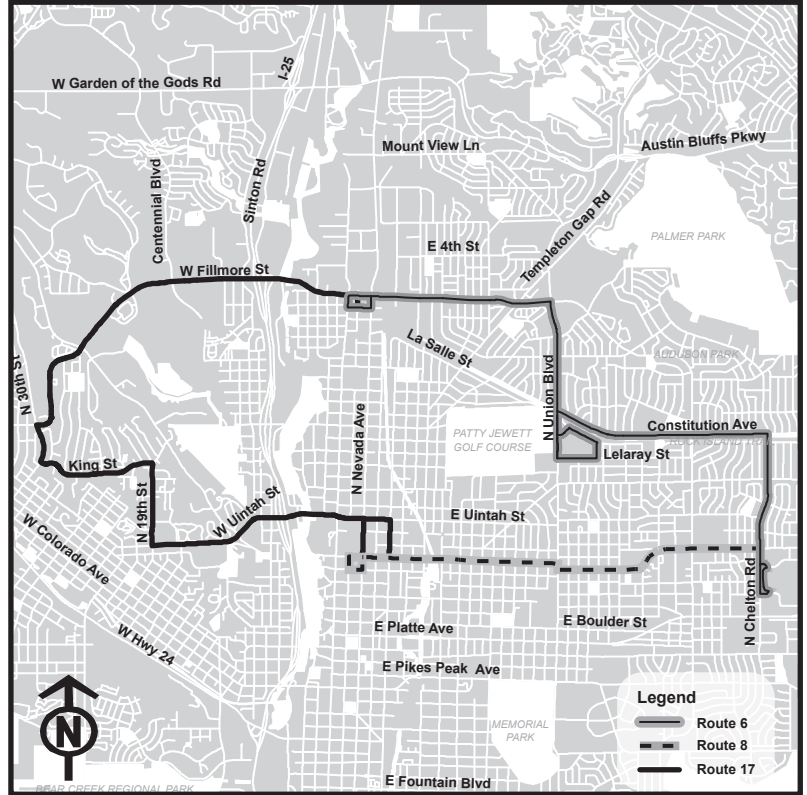 I-25
W Garden of the Gods Rd
Austin Bluffs Pkwy
Mount View Ln
Centennial Blvd
Sinton Rd
Templeton Gap Rd
PALMER PARK
E 4th St
W Fillmore St
La Salle St
AUDUBON PARK
N 30th St
N Union Blvd
N Nevada Ave
Constitution Ave
PATTY JEWETT
GOLF COURSE
ROCK ISLAND TRAIL
Lelaray St
King St
N 19th St
W Uintah St
E Uintah St
W Colorado Ave
N Chelton Rd
E Platte Ave
E Boulder St
W Hwy 24
E Pikes Peak Ave
MEMORIAL
PARK
Legend
Route 6
Route 8
Route 17
N
E Fountain Blvd
BEAR CREEK REGIONAL PARK